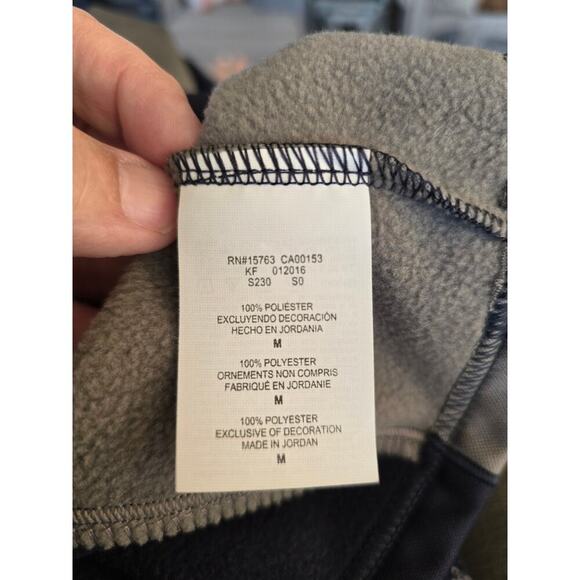 RN#15763 CA00153
KF 012016
S230 S0
100% POLIÉSTER
EXCLUYENDO DECORACIÓN
HECHO EN JORDANIA
M
100% POLYESTER
ORNEMENTS NON COMPRIS
FABRIQUÉ EN JORDANIE
M
100% POLYESTER
EXCLUSIVE OF DECORATION
MADE IN JORDAN
M